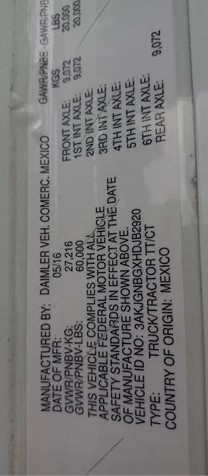 MANUFACTURED BY: DAIMLER VEH. COMERC. MEXICO
DATE OF MFR: 05/16
GVWR/PNBV-KG: 27,216
GVWR/PNBV-LBS: 60,000
THIS VEHICLE COMPLIES WITH ALL
APPLICABLE FEDERAL MOTOR VEHICLE
SAFETY STANDARDS IN EFFECT ON THE DATE
OF MANUFACTURE SHOWN ABOVE.
VEHICLE ID NO: 3AKJGNBGXHDJB2920
TYPE: TRUCK/TRACTOR TT/CT
COUNTRY OF ORIGIN: MEXICO
GAWR/PNBE GAWR/PNBE
KGS LBS
FRONT AXLE: 9,072 20,000
1ST INT AXLE: 9,072 20,000
2ND INT AXLE:
3RD INT AXLE:
4TH INT AXLE:
5TH INT AXLE:
6TH INT AXLE:
REAR AXLE: 9,072